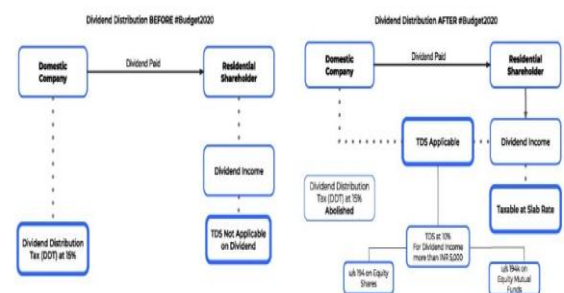 Dividend Distribution BEFORE #Budget2020
Domestic
Company
Dividend Paid
Residential
Shareholder
Dividend Income
Dividend Distribution
Tax (DDT) at 15%
TDS Not Applicable
on Dividend
Dividend Distribution AFTER #Budget2020
Domestic
Company
Dividend Paid
Residential
Shareholder
TDS Applicable
Dividend Income
Dividend Distribution
Tax (DDT) at 15%
Abolished
Taxable at Slab Rate
TDS at 10%
For Dividend Income
more than INR 5,000
u/s 194 on Equity
Shares
u/s 194k on
Equity Mutual
Funds